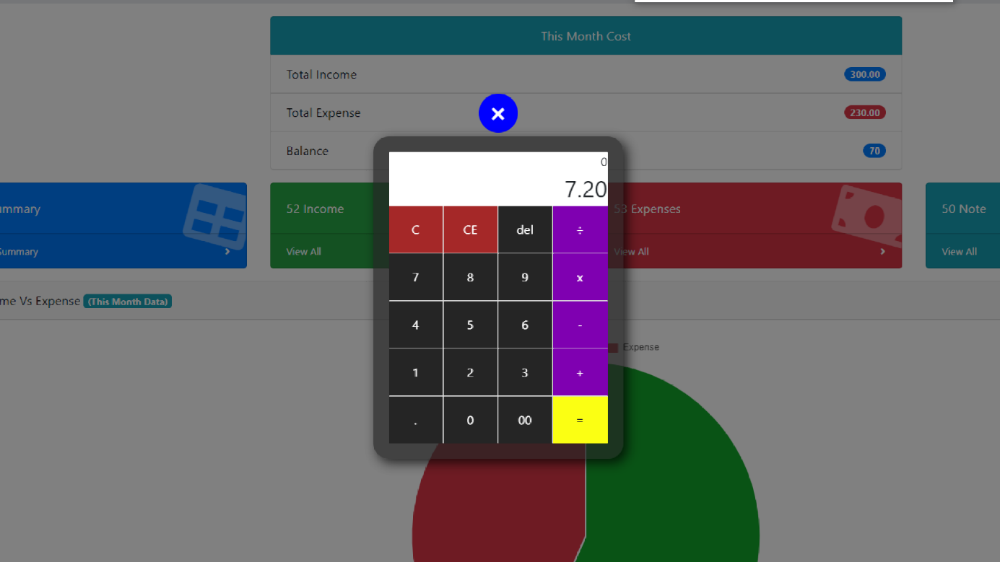 This Month Cost
Total Income 300.00
Total Expense 230.00
Balance 70
0
7.20
52 Income
Expenses
50 Note
C CE del ÷
Summary
View All
View All
View All
7 8 9 x
me Vs Expense (This Month Data)
4 5 6 -
Expense
1 2 3 +
. 0 00 =